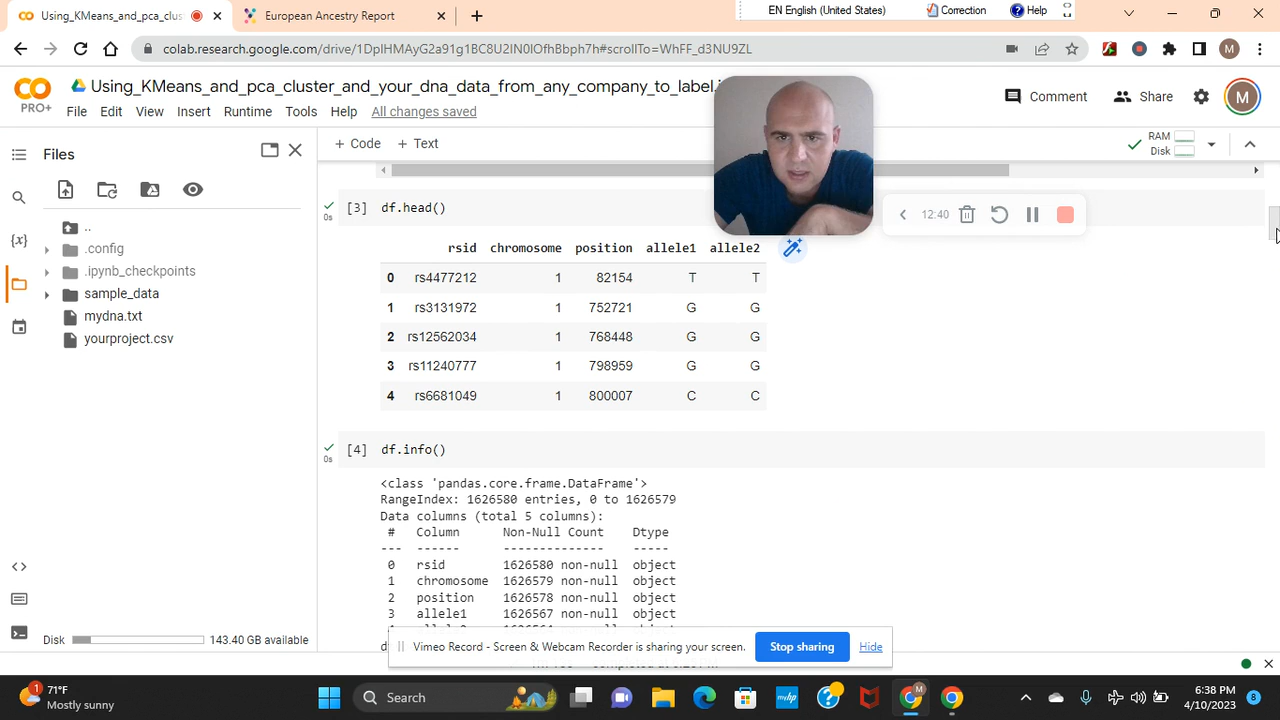 Using_KMeans_and_pca_clust
European Ancestry Report
EN English (United States)
Correction
Help
colab.research.google.com/drive/1DpIHMAyG2a91g1BC8U2IN0IOfhBbph7h#scrollTo=WhFF_d3NU9ZL
M
PRO+
Using_KMeans_and_pca_cluster_and_your_dna_data_from_any_company_to_label.i
Comment
Share
M
File Edit View Insert Runtime Tools Help All changes saved
Files
+ Code + Text
RAM
Disk
..
.config
.ipynb_checkpoints
sample_data
mydna.txt
yourproject.csv
{x}
[3] df.head()
0s
12:40
rsid chromosome position allele1 allele2
0 rs4477212 1 82154 T T
1 rs3131972 1 752721 G G
2 rs12562034 1 768448 G G
3 rs11240777 1 798959 G G
4 rs6681049 1 800007 C C
[4] df.info()
0s
<class 'pandas.core.frame.DataFrame'>
RangeIndex: 1626580 entries, 0 to 1626579
Data columns (total 5 columns):
# Column Non-Null Count Dtype
--- ------ -------------- -----
0 rsid 1626580 non-null object
1 chromosome 1626579 non-null object
2 position 1626578 non-null object
3 allele1 1626567 non-null object
Disk 143.40 GB available
Vimeo Record - Screen & Webcam Recorder is sharing your screen.
Stop sharing
Hide
1
71°F
Mostly sunny
Search
6:38 PM
4/10/2023
8